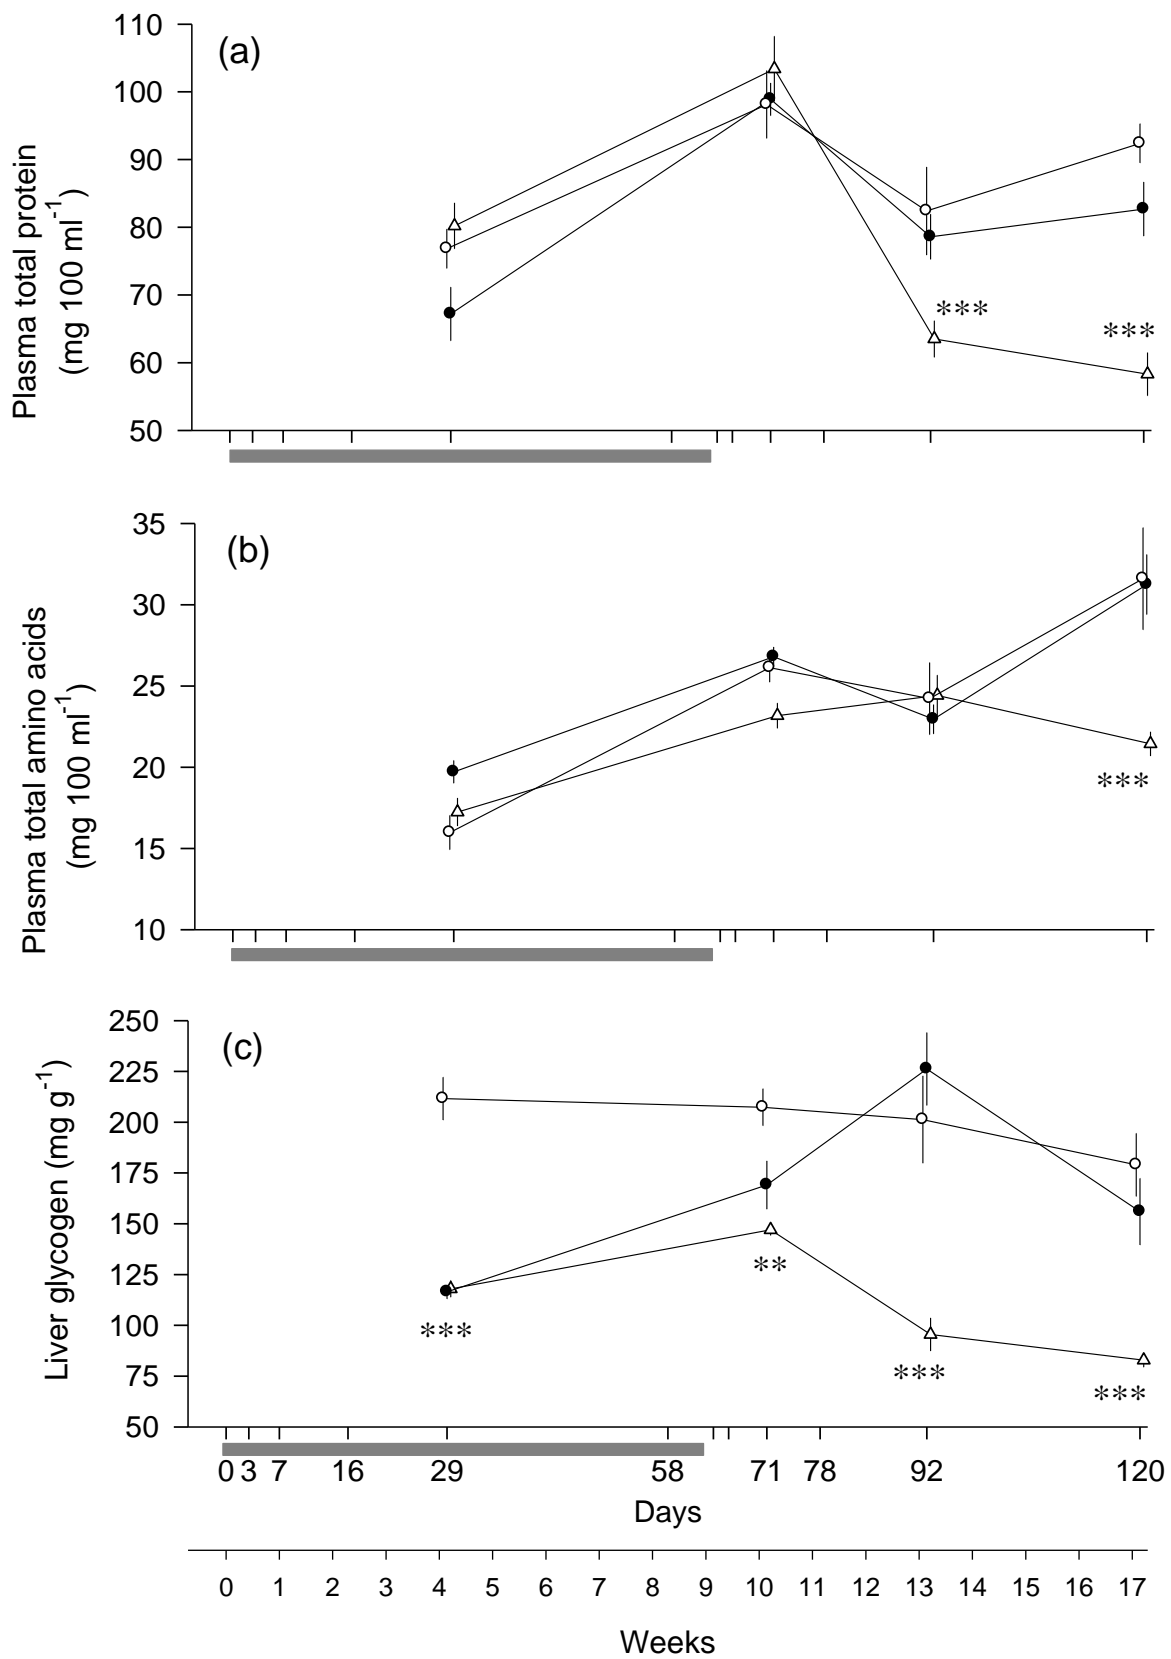 (a)
110
100
90
80
70
60
50
Plasma total protein
(mg 100 ml⁻¹)
***
***
(b)
35
30
25
20
15
10
Plasma total amino acids
(mg 100 ml⁻¹)
***
(c)
250
225
200
175
150
125
100
75
50
Liver glycogen (mg g⁻¹)
***
**
***
***
0 3 7 16 29 58 71 78 92 120
Days
0 1 2 3 4 5 6 7 8 9 10 11 12 13 14 15 16 17
Weeks